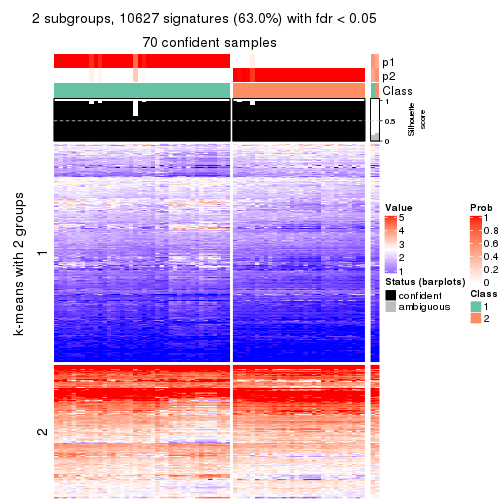 2 subgroups, 10627 signatures (63.0%) with fdr < 0.05
70 confident samples
p1
p2
Class
1
0.5
0
Silhouette
score
k-means with 2 groups
1
2
Value
5
4
3
2
1
Prob
1
0.8
0.6
0.4
0.2
0
Status (barplots)
confident
ambiguous
Class
1
2